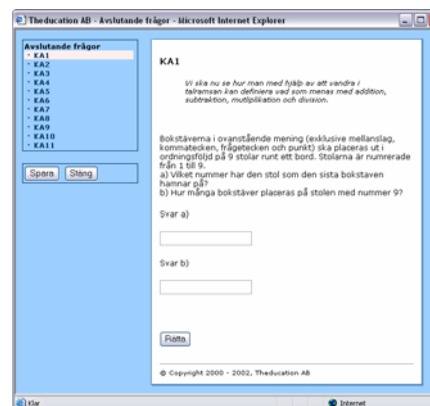 Theducation AB - Avslutande frågor - Microsoft Internet Explorer
Avslutande frågor
- KA1
- KA2
- KA3
- KA4
- KA5
- KA6
- KA7
- KA8
- KA9
- KA10
- KA11
Spara Stäng
KA1
Vi ska nu se hur man med hjälp av att vandra i
talramsan kan definiera vad som menas med addition,
subtraktion, mutliplikation och division.
Bokstäverna i ovanstående mening (exklusive mellanslag,
kommatecken, frågetecken och punkt) ska placeras ut i
ordningsföljd på 9 stolar runt ett bord. Stolarna är numrerade
från 1 till 9.
a) Vilket nummer har den stol som den sista bokstaven
hamnar på?
b) Hur många bokstäver placeras på stolen med nummer 9?
Svar a)
Svar b)
Rätta
© Copyright 2000 - 2002, Theducation AB
Klar Internet